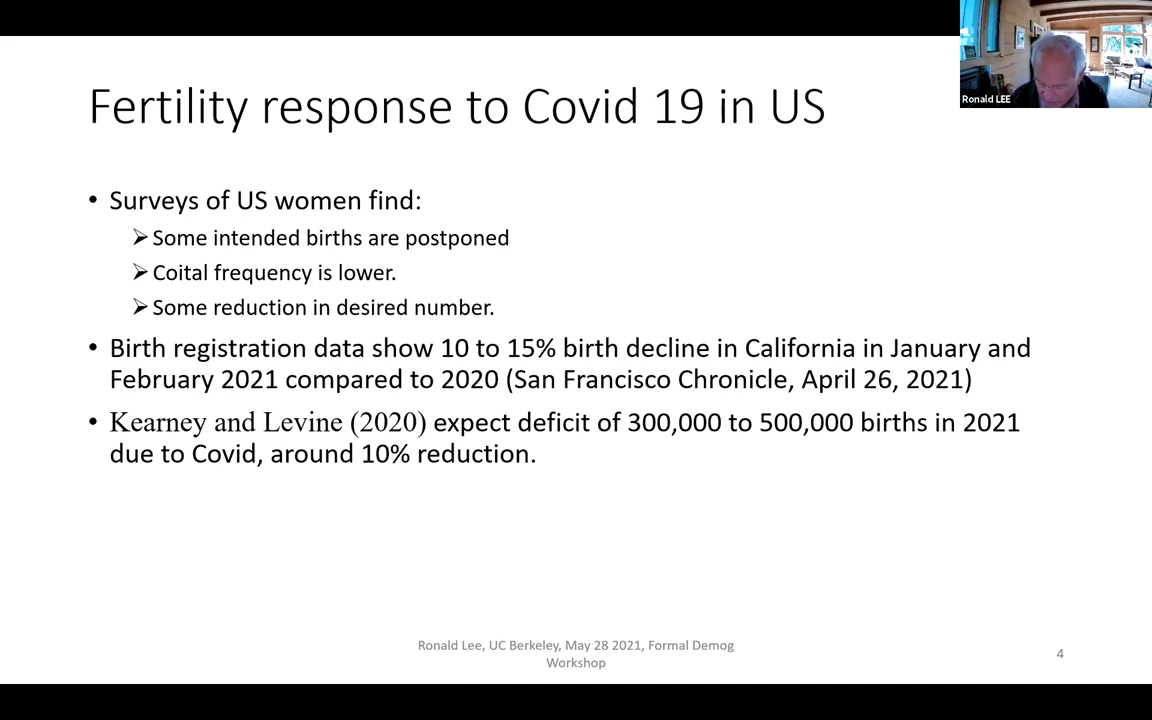 Fertility response to Covid 19 in US
Ronald LEE
• Surveys of US women find:
➢ Some intended births are postponed
➢ Coital frequency is lower.
➢ Some reduction in desired number.
• Birth registration data show 10 to 15% birth decline in California in January and
February 2021 compared to 2020 (San Francisco Chronicle, April 26, 2021)
• Kearney and Levine (2020) expect deficit of 300,000 to 500,000 births in 2021
due to Covid, around 10% reduction.
Ronald Lee, UC Berkeley, May 28 2021, Formal Demog
Workshop
4